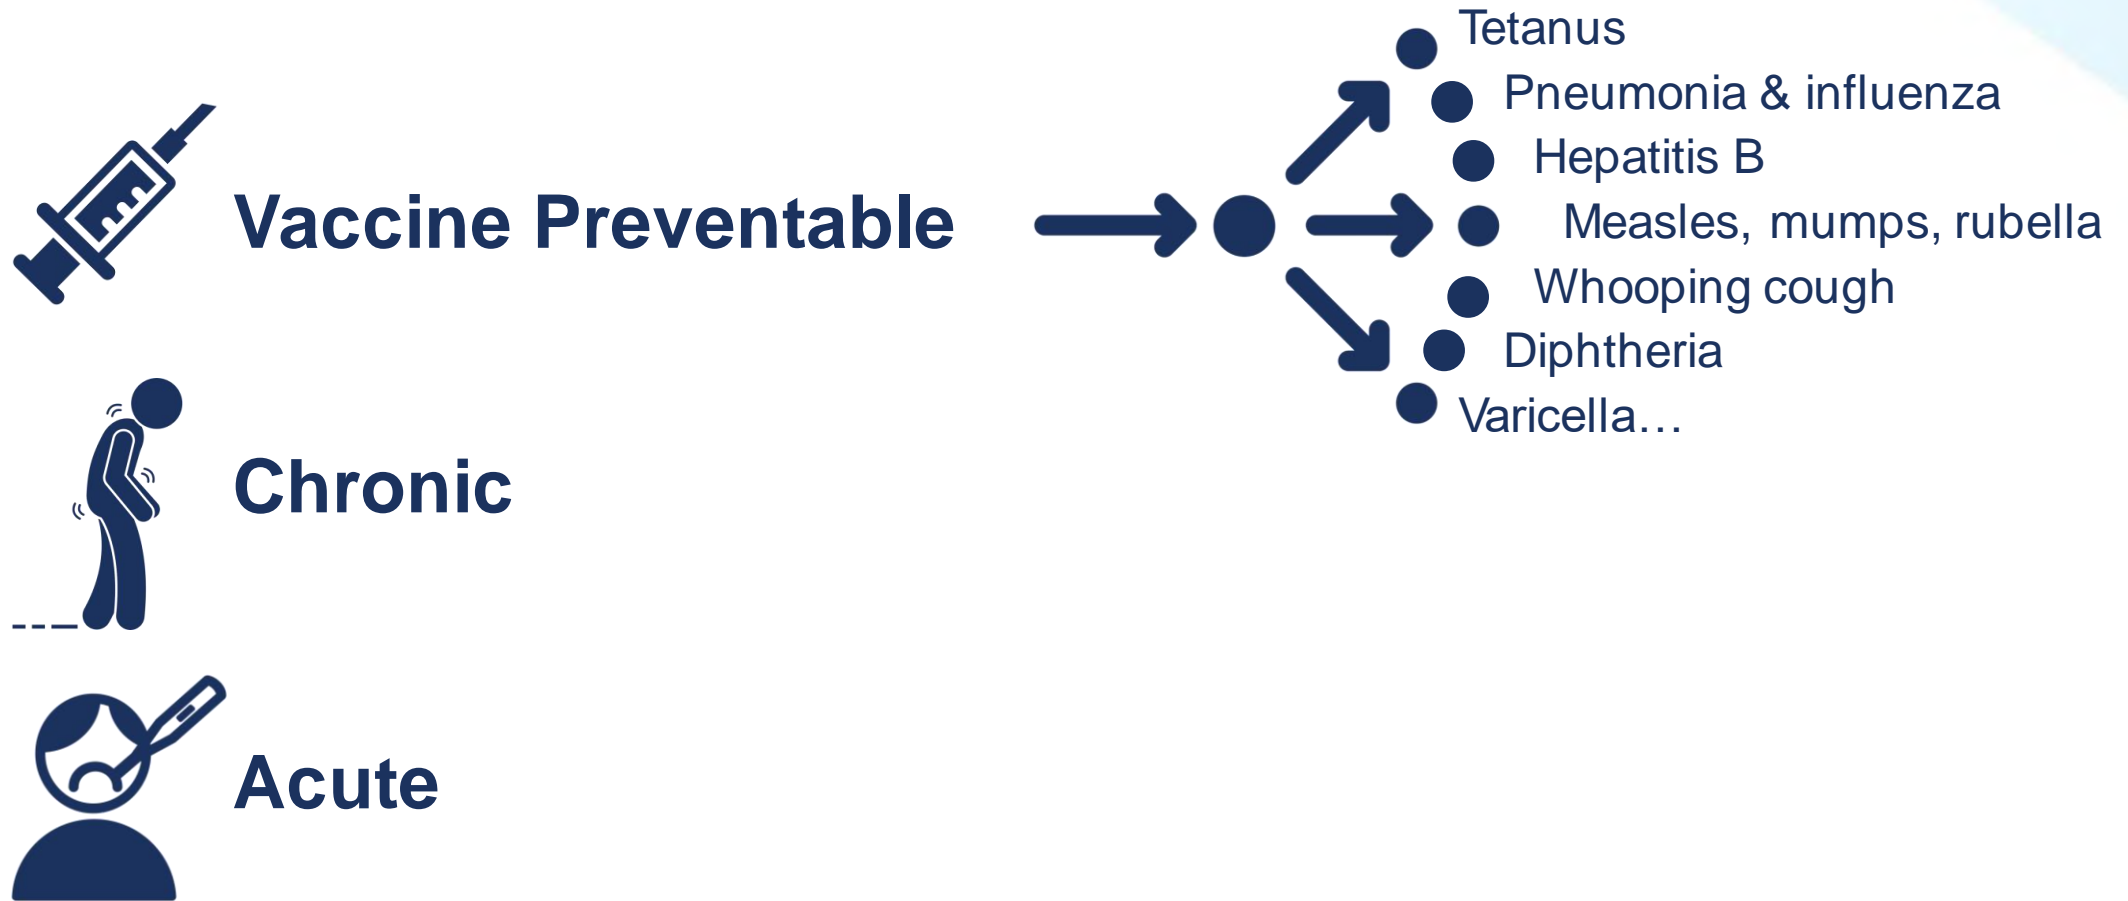 Tetanus
Pneumonia & influenza
Hepatitis B
Vaccine Preventable
Measles, mumps, rubella
Whooping cough
Diphtheria
Varicella…
Chronic
Acute